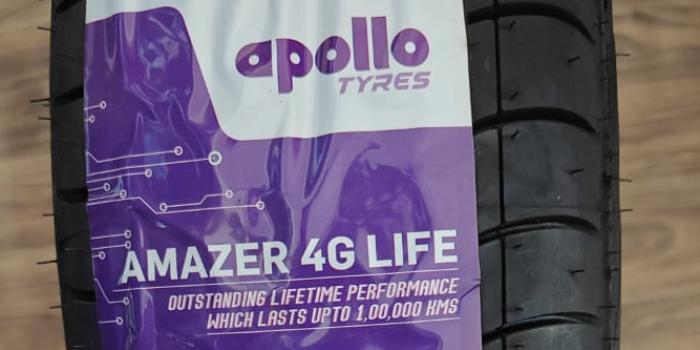 apollo
TYRES
AMAZER 4G LIFE
OUTSTANDING LIFETIME PERFORMANCE
WHICH LASTS UPTO 1,00,000 KMS